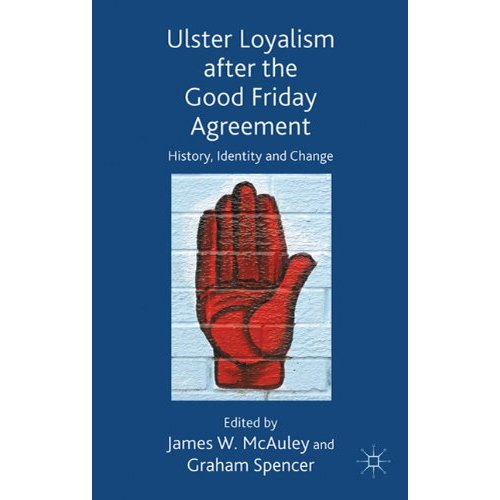 Ulster Loyalism
after the
Good Friday
Agreement
History, Identity and Change
Edited by
James W. McAuley and
Graham Spencer